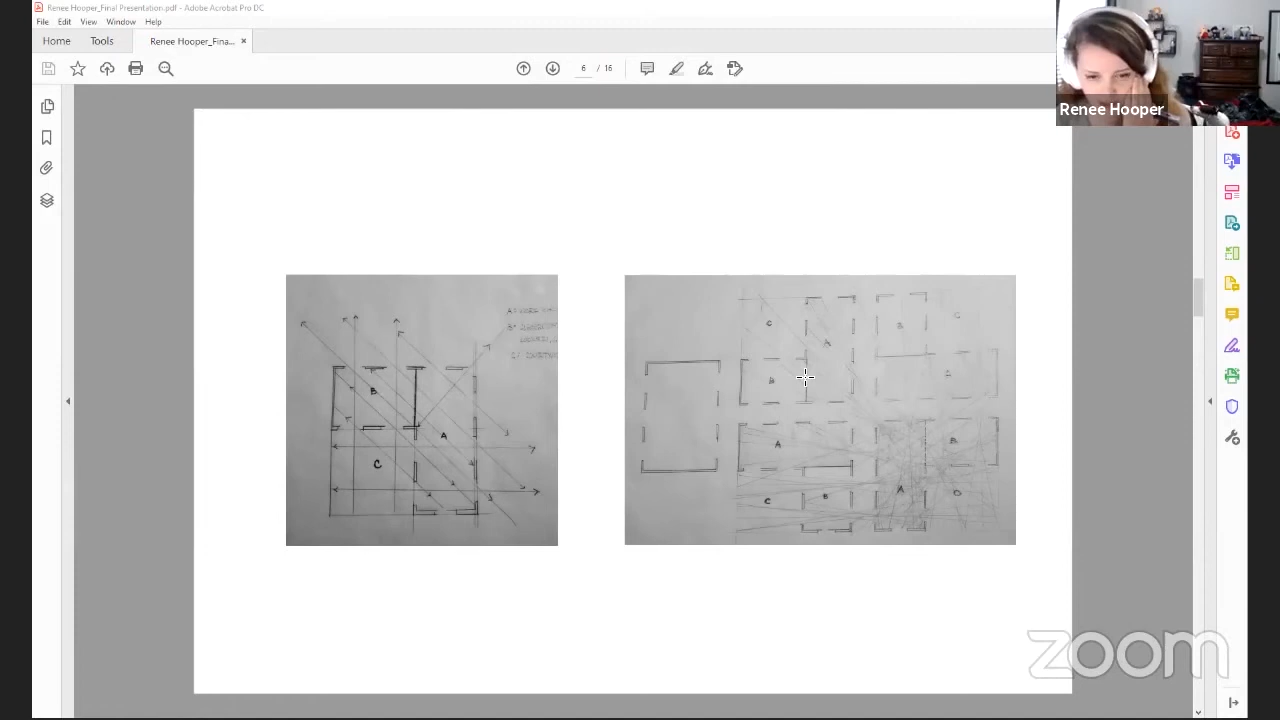 Renee Hooper_Final Presentation.pdf - Adobe Acrobat Pro DC
File Edit View Window Help
Home Tools Renee Hooper_Fina... ×
6 / 16
Renee Hooper
B
A
C
C
A
B
B
C
A
A
B
C
B
A
D
zoom